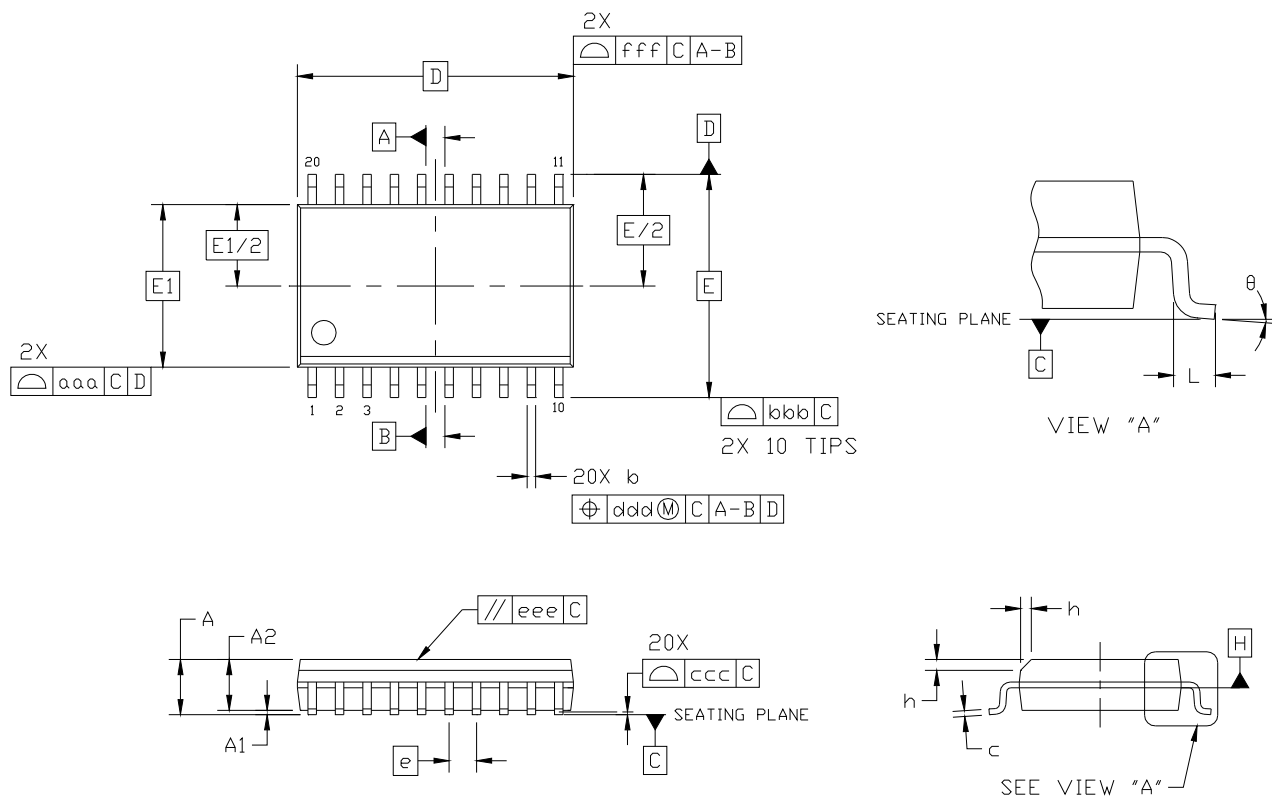 2X
⌓ fff C A-B
D
A
D
20
11
E1/2
E/2
E1
E
2X
⌓ aaa C D
1 2 3
10
B
⌓ bbb C
2X 10 TIPS
20X b
⌖ ddd Ⓜ C A-B D
SEATING PLANE
θ
C
L
VIEW "A"
A
A2
// eee C
20X
⌓ ccc C
A1
e
SEATING PLANE
C
h
H
h
c
SEE VIEW "A"